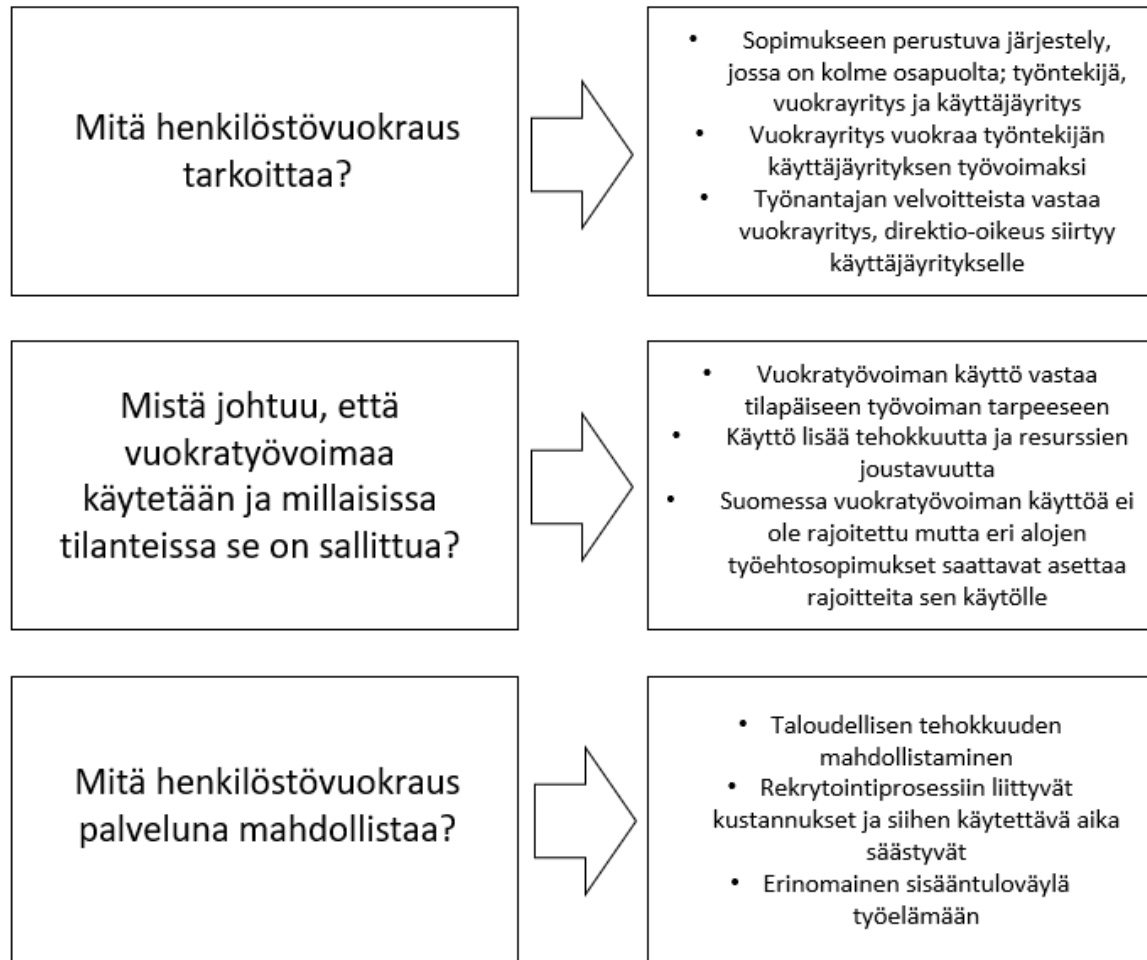 Mitä henkilöstövuokraus
tarkoittaa?
• Sopimukseen perustuva järjestely,
jossa on kolme osapuolta; työntekijä,
vuokrayritys ja käyttäjäyritys
• Vuokrayritys vuokraa työntekijän
käyttäjäyrityksen työvoimaksi
• Työnantajan velvoitteista vastaa
vuokrayritys, direktio-oikeus siirtyy
käyttäjäyritykselle
Mistä johtuu, että
vuokratyövoimaa
käytetään ja millaisissa
tilanteissa se on sallittua?
• Vuokratyövoiman käyttö vastaa
tilapäiseen työvoiman tarpeeseen
• Käyttö lisää tehokkuutta ja resurssien
joustavuutta
• Suomessa vuokratyövoiman käyttöä ei
ole rajoitettu mutta eri alojen
työehtosopimukset saattavat asettaa
rajoitteita sen käytölle
Mitä henkilöstövuokraus
palveluna mahdollistaa?
• Taloudellisen tehokkuuden
mahdollistaminen
• Rekrytointiprosessiin liittyvät
kustannukset ja siihen käytettävä aika
säästyvät
• Erinomainen sisääntuloväylä
työelämään